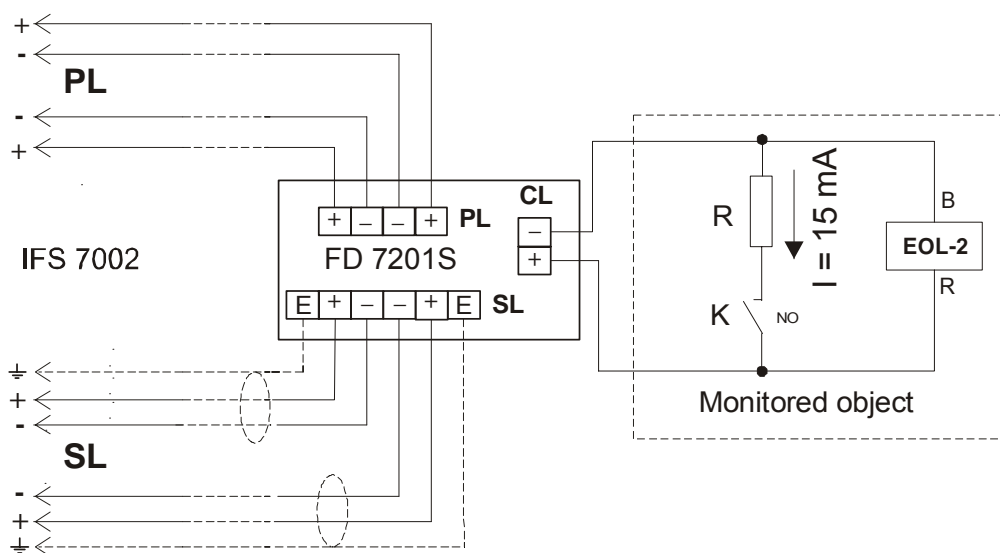 +
-
PL
-
+
IFS 7002
+ – – + PL
FD 7201S
CL
–
+
E + – – + E SL
⏚
+
-
SL
-
+
⏚
R
I = 15 mA
K NO
B
EOL-2
R
Monitored object